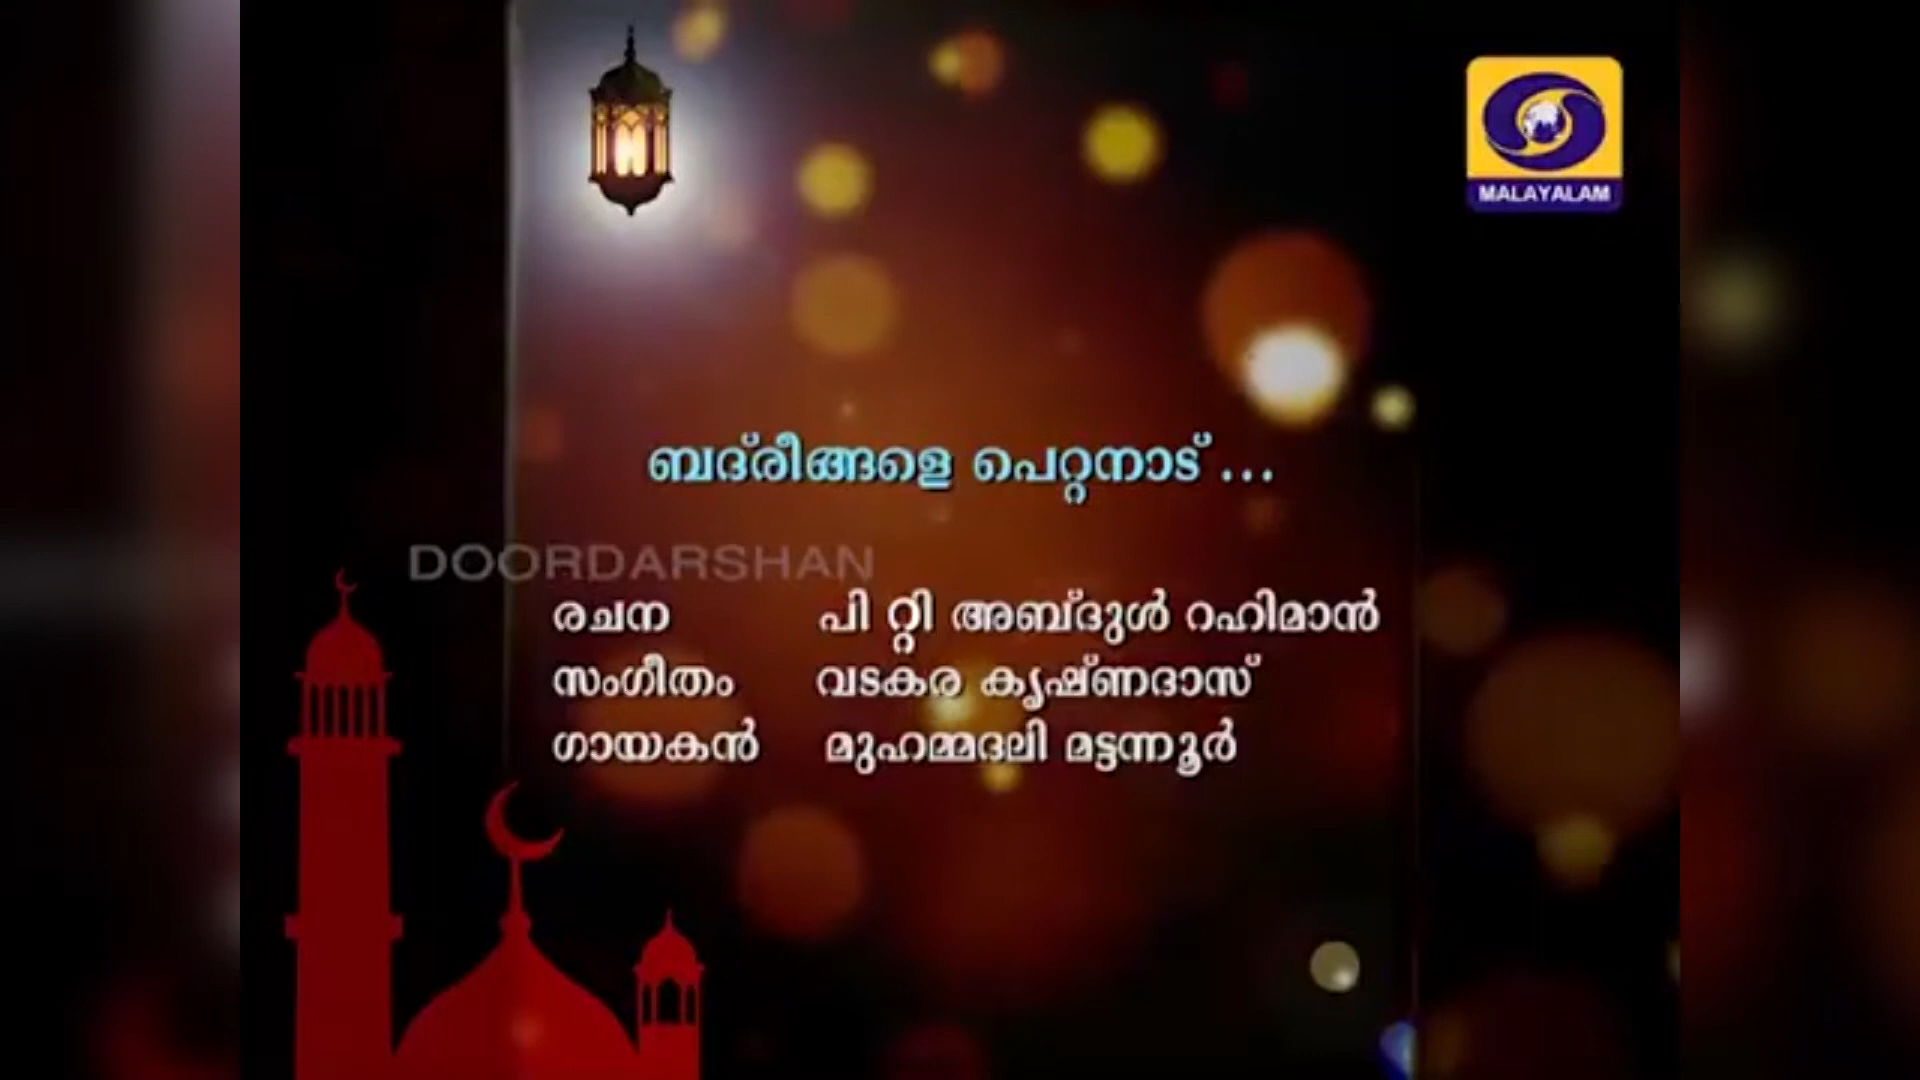 MALAYALAM
ബദ്‌രീങ്ങളെ പെറ്റനാട് ...
DOORDARSHAN
രചന പി റ്റി അബ്ദുൾ റഹിമാൻ
സംഗീതം വടകര കൃഷ്ണദാസ്
ഗായകൻ മുഹമ്മദലി മട്ടന്നൂർ